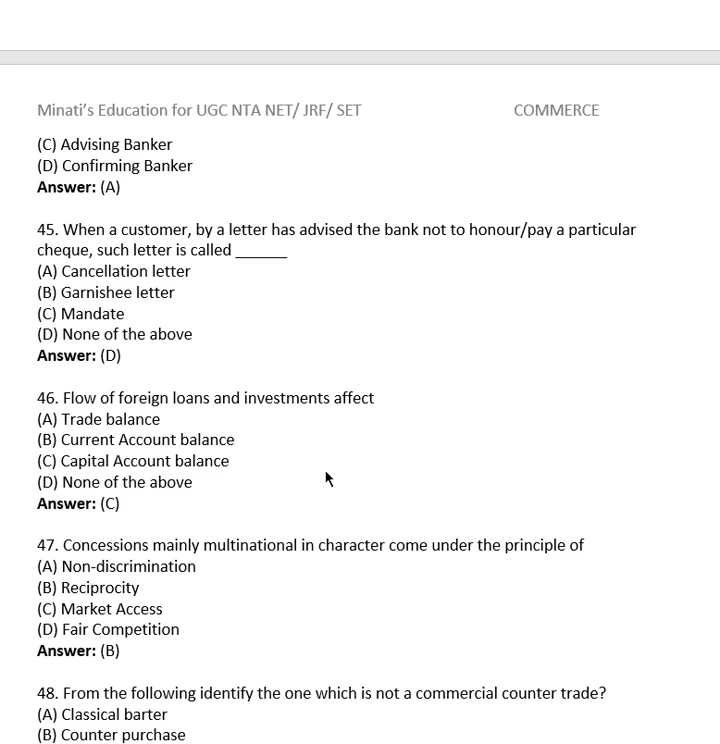 Minati’s Education for UGC NTA NET/ JRF/ SET COMMERCE
(C) Advising Banker
(D) Confirming Banker
Answer: (A)
45. When a customer, by a letter has advised the bank not to honour/pay a particular
cheque, such letter is called ______
(A) Cancellation letter
(B) Garnishee letter
(C) Mandate
(D) None of the above
Answer: (D)
46. Flow of foreign loans and investments affect
(A) Trade balance
(B) Current Account balance
(C) Capital Account balance
(D) None of the above
Answer: (C)
47. Concessions mainly multinational in character come under the principle of
(A) Non-discrimination
(B) Reciprocity
(C) Market Access
(D) Fair Competition
Answer: (B)
48. From the following identify the one which is not a commercial counter trade?
(A) Classical barter
(B) Counter purchase